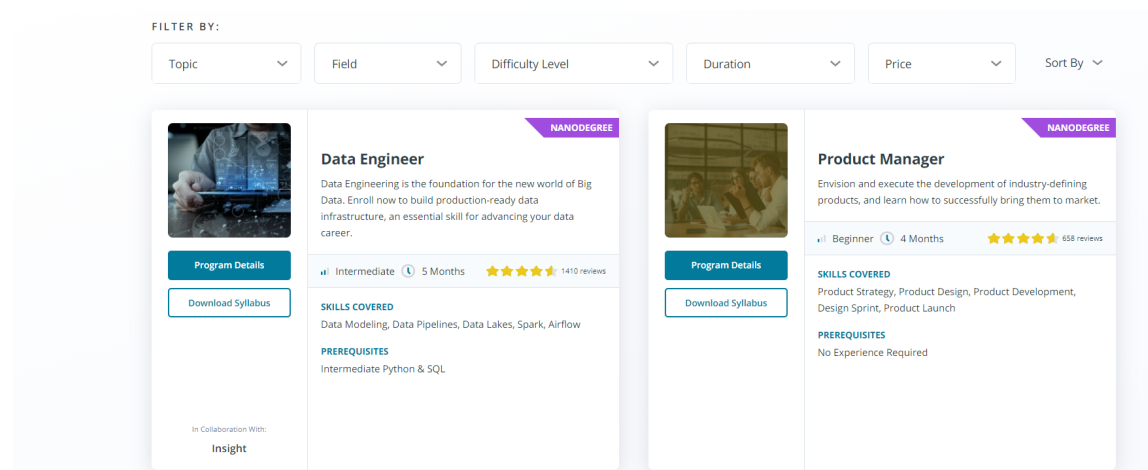 FILTER BY:
Topic
Field
Difficulty Level
Duration
Price
Sort By
NANODEGREE
Data Engineer
Data Engineering is the foundation for the new world of Big
Data. Enroll now to build production-ready data
infrastructure, an essential skill for advancing your data
career.
Program Details
Intermediate
5 Months
1410 reviews
Download Syllabus
SKILLS COVERED
Data Modeling, Data Pipelines, Data Lakes, Spark, Airflow
PREREQUISITES
Intermediate Python & SQL
In Collaboration With:
Insight
NANODEGREE
Product Manager
Envision and execute the development of industry-defining
products, and learn how to successfully bring them to market.
Beginner
4 Months
658 reviews
Program Details
Download Syllabus
SKILLS COVERED
Product Strategy, Product Design, Product Development,
Design Sprint, Product Launch
PREREQUISITES
No Experience Required